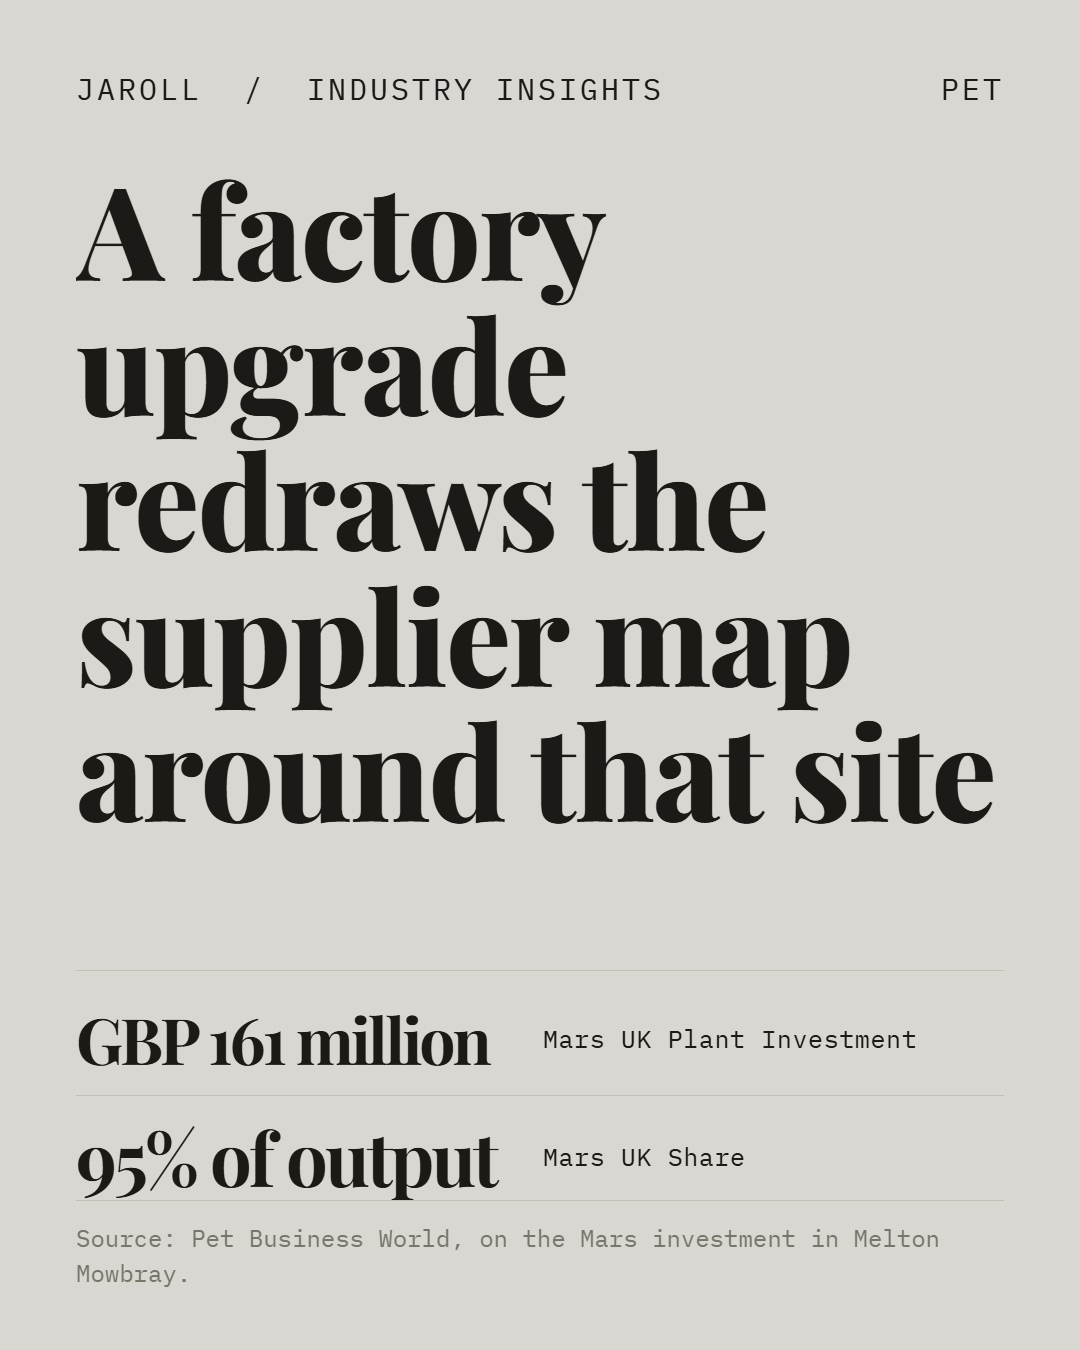 JAROLL / INDUSTRY INSIGHTS PET
A factory
upgrade
redraws the
supplier map
around that site
GBP 161 million Mars UK Plant Investment
95% of output Mars UK Share
Source: Pet Business World, on the Mars investment in Melton
Mowbray.